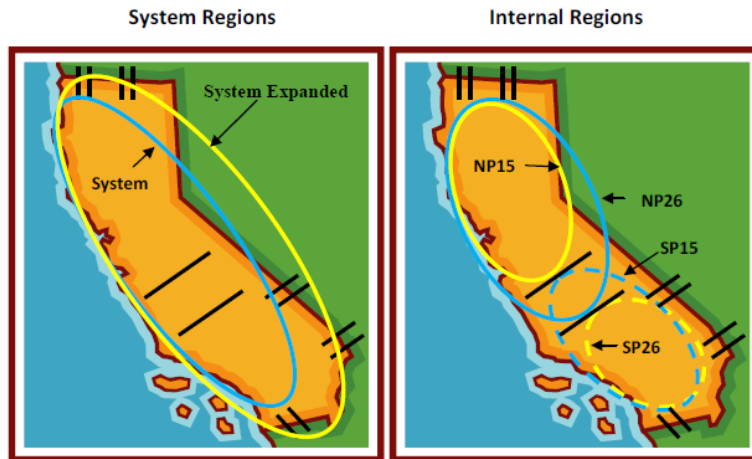 System Regions
Internal Regions
System Expanded
System
NP15
NP26
SP15
SP26